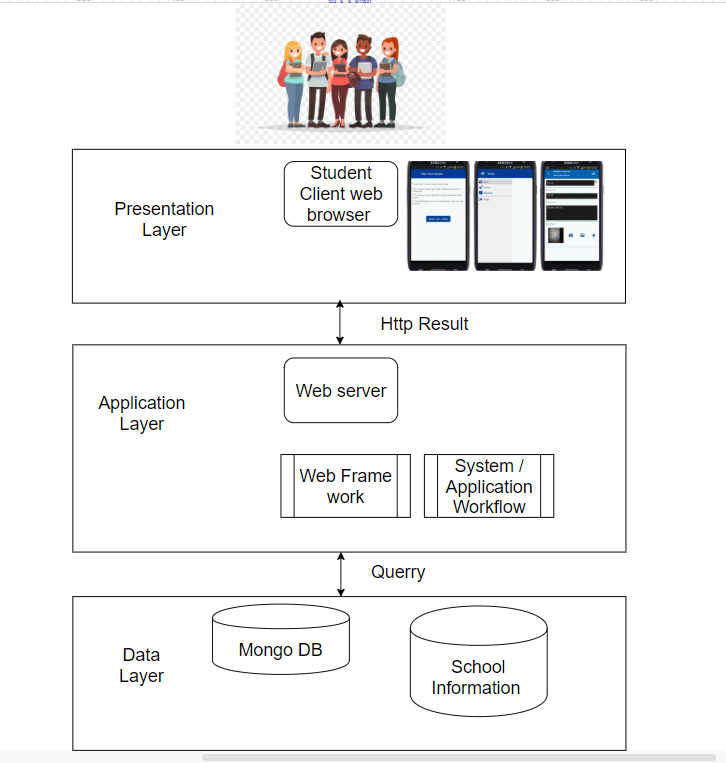 Presentation
Layer
Student
Client web
browser
Http Result
Application
Layer
Web server
Web Frame
work
System /
Application
Workflow
Querry
Data
Layer
Mongo DB
School
Information